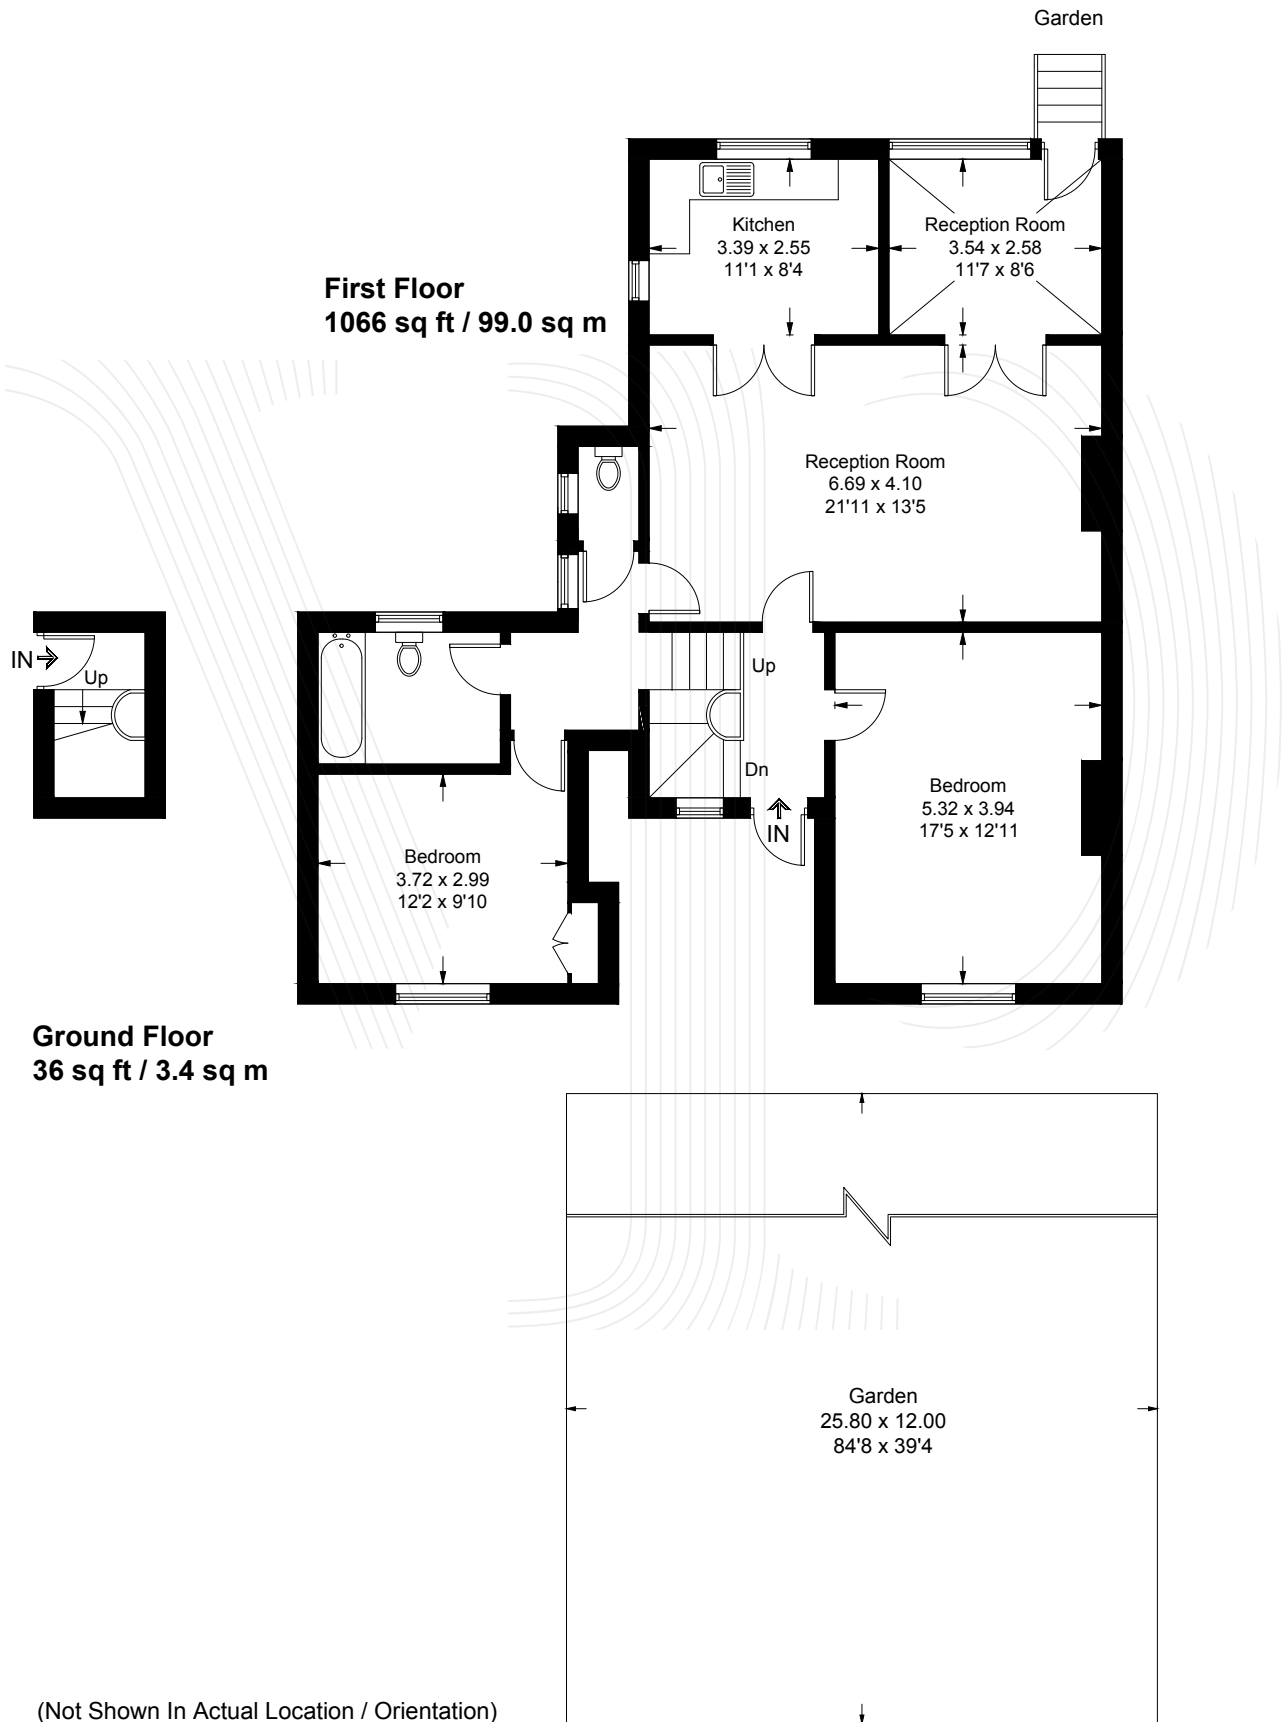 Garden
Kitchen
3.39 x 2.55
11'1 x 8'4
Reception Room
3.54 x 2.58
11'7 x 8'6
First Floor
1066 sq ft / 99.0 sq m
Reception Room
6.69 x 4.10
21'11 x 13'5
IN
Up
Up
Dn
IN
Bedroom
5.32 x 3.94
17'5 x 12'11
Bedroom
3.72 x 2.99
12'2 x 9'10
Ground Floor
36 sq ft / 3.4 sq m
Garden
25.80 x 12.00
84'8 x 39'4
(Not Shown In Actual Location / Orientation)